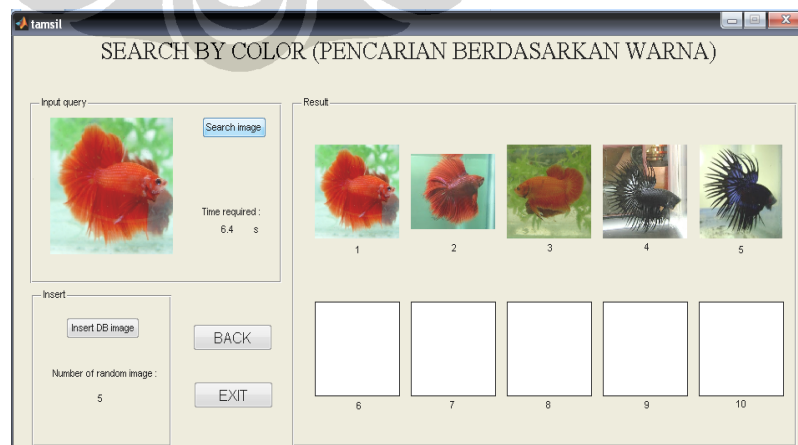 tamsil
SEARCH BY COLOR (PENCARIAN BERDASARKAN WARNA)
Input query
Search image
Time required :
6.4 s
Insert
Insert DB image
Number of random image :
5
BACK
EXIT
Result
1 2 3 4 5
6 7 8 9 10